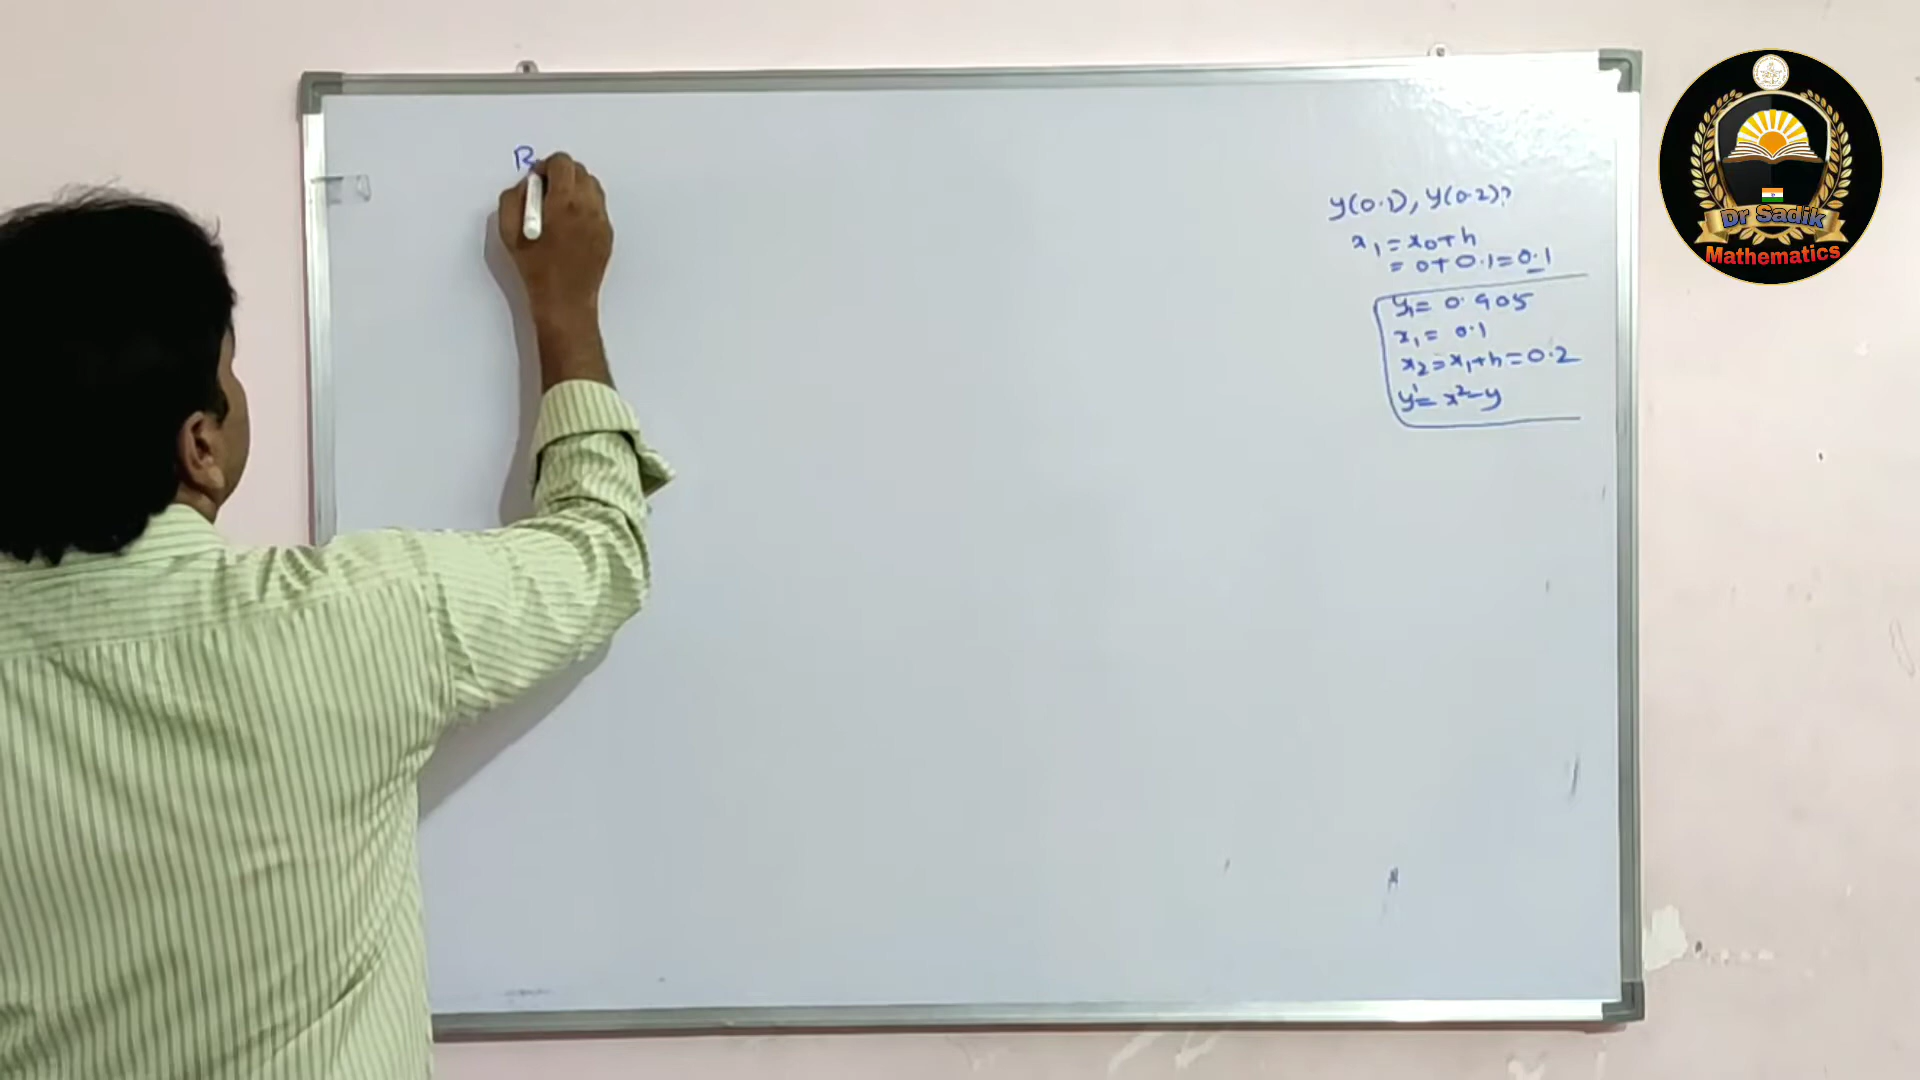 B
y(0.1), y(0.2)?
x₁ = x₀+h
= 0+0.1=0.1
y₁= 0.905
x₁= 0.1
x₂=x₁+h=0.2
y'= x²-y
Dr Sadik
Mathematics